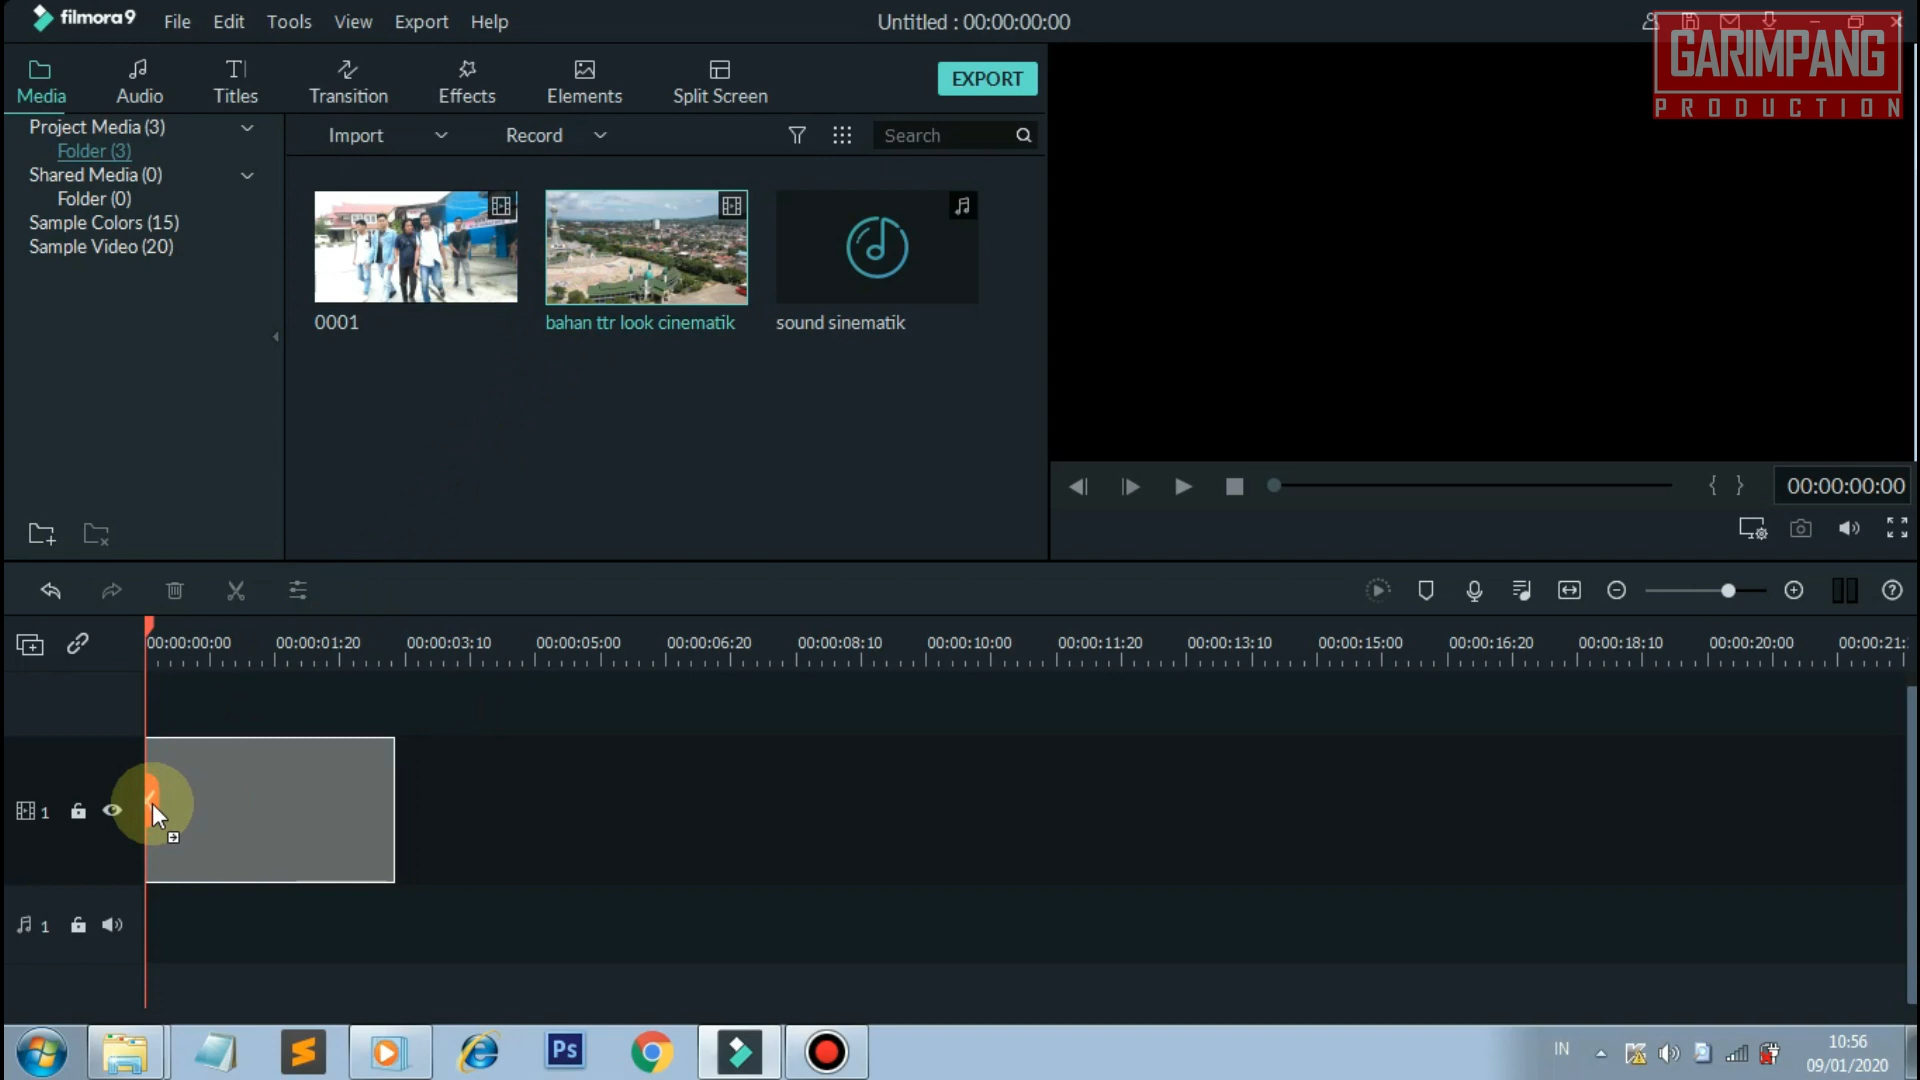 filmora9 File Edit Tools View Export Help
Untitled : 00:00:00:00
GARIMPANG
PRODUCTION
Media Audio Titles Transition Effects Elements Split Screen EXPORT
Project Media (3)
Folder (3)
Shared Media (0)
Folder (0)
Sample Colors (15)
Sample Video (20)
Import Record Search
0001
bahan ttr look cinematik
sound sinematik
00:00:00:00
00:00:00:00 00:00:01:20 00:00:03:10 00:00:05:00 00:00:06:20 00:00:08:10 00:00:10:00 00:00:11:20 00:00:13:10 00:00:15:00 00:00:16:20 00:00:18:10 00:00:20:00 00:00:21:
1
1
Ps
IN
10:56
09/01/2020